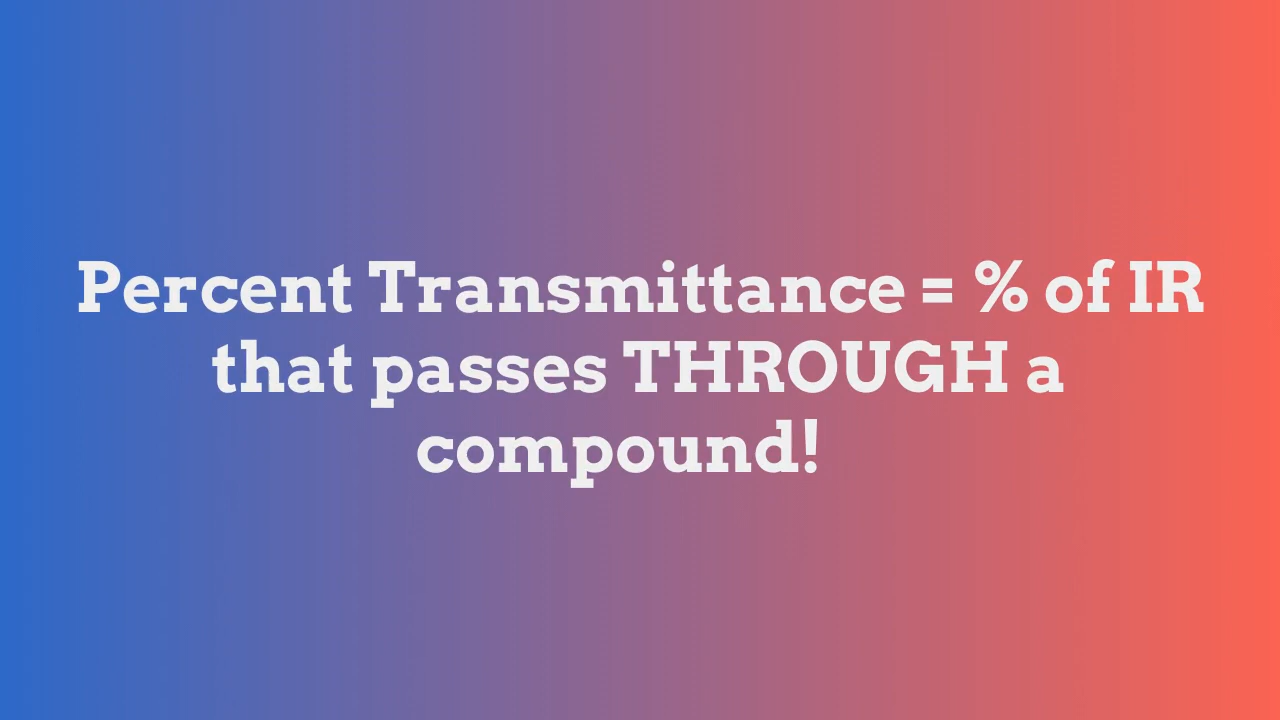 Percent Transmittance = % of IR
that passes THROUGH a
compound!